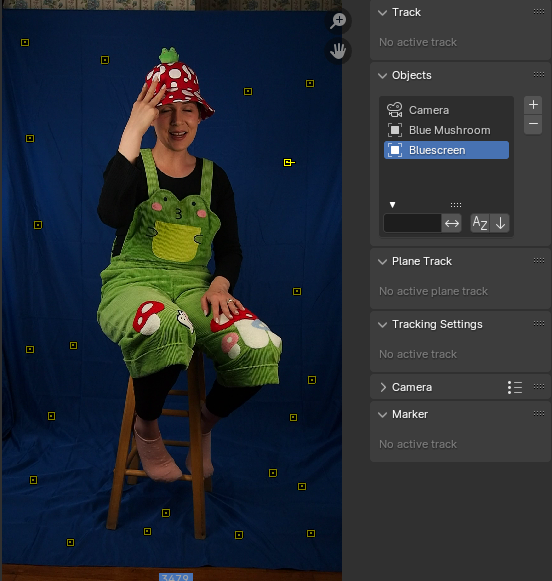 Track
No active track
Objects
Camera
Blue Mushroom
Bluescreen
AZ
Plane Track
No active plane track
Tracking Settings
No active track
Camera
Marker
No active track
3479